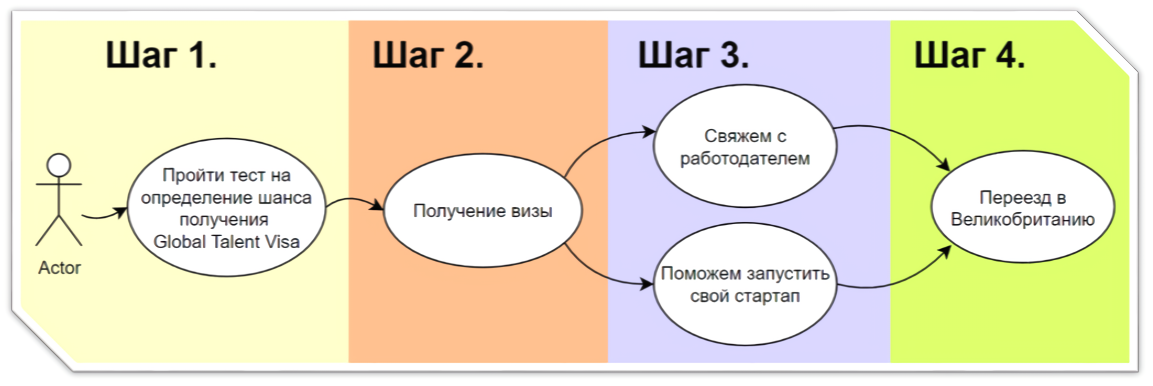 Шаг 1.
Шаг 2.
Шаг 3.
Шаг 4.
Actor
Пройти тест на
определение шанса
получения
Global Talent Visa
Получение визы
Свяжем с
работодателем
Поможем запустить
свой стартап
Переезд в
Великобританию